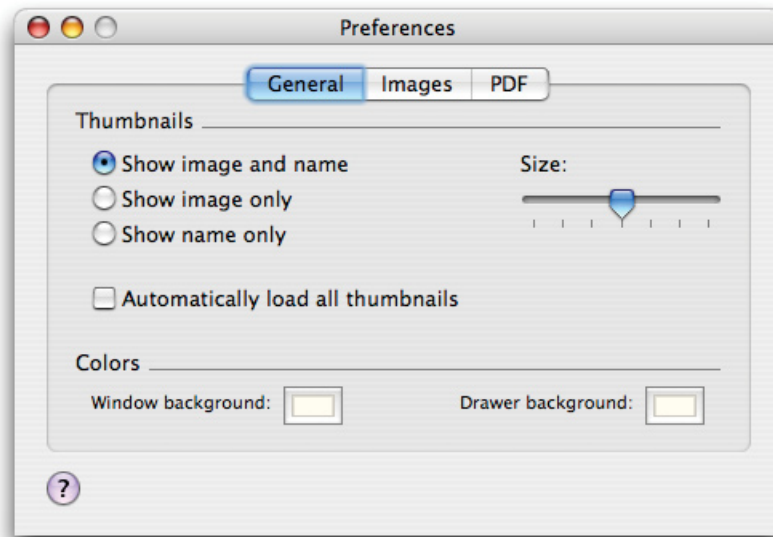 Preferences
General Images PDF
Thumbnails
Show image and name
Size:
Show image only
Show name only
Automatically load all thumbnails
Colors
Window background:
Drawer background:
?